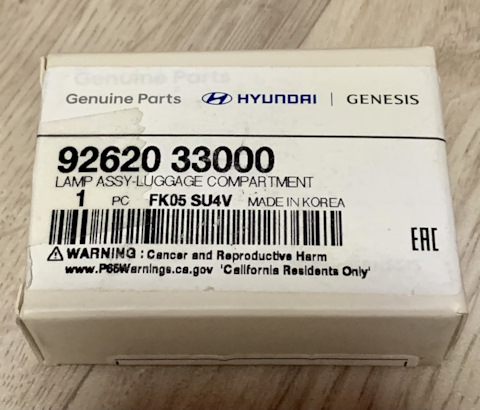 Genuine Parts
Genuine Parts HYUNDAI | GENESIS
92620 33000
LAMP ASSY-LUGGAGE COMPARTMENT
1 PC FK05 SU4V MADE IN KOREA
EAC
WARNING : Cancer and Reproductive Harm
www.P65Warnings.ca.gov 'California Residents Only'